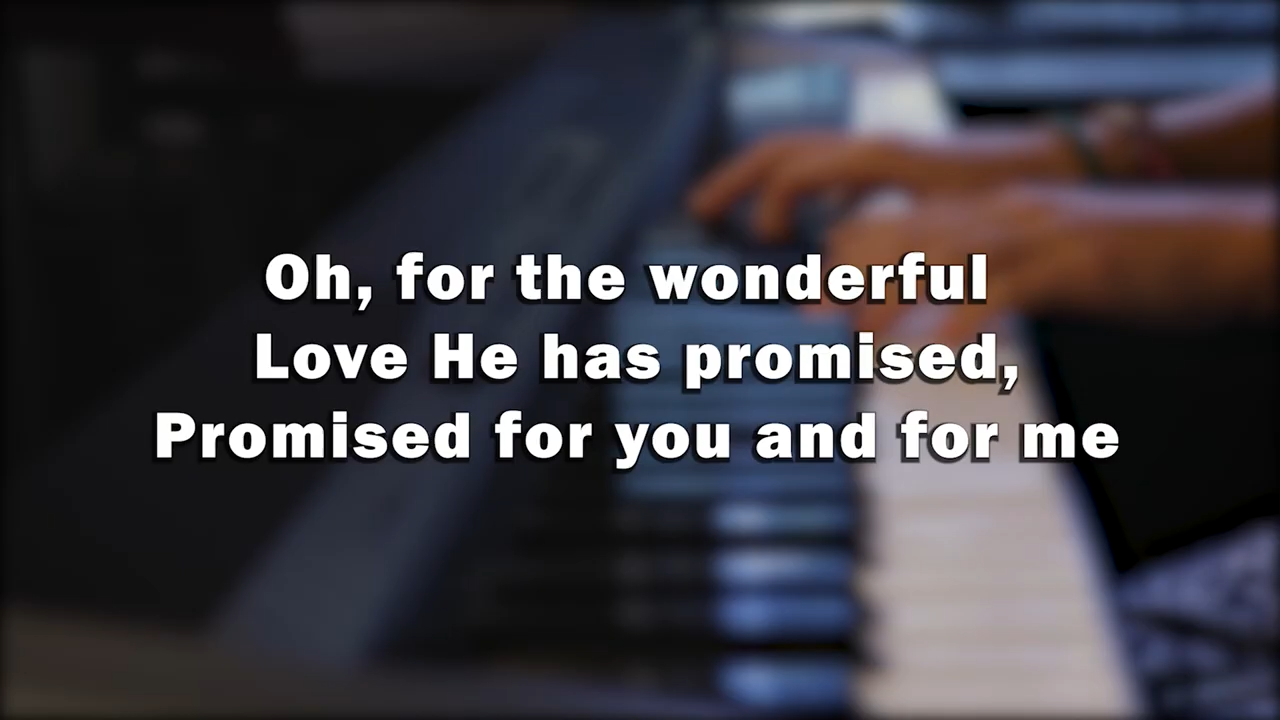 Oh, for the wonderful
Love He has promised,
Promised for you and for me